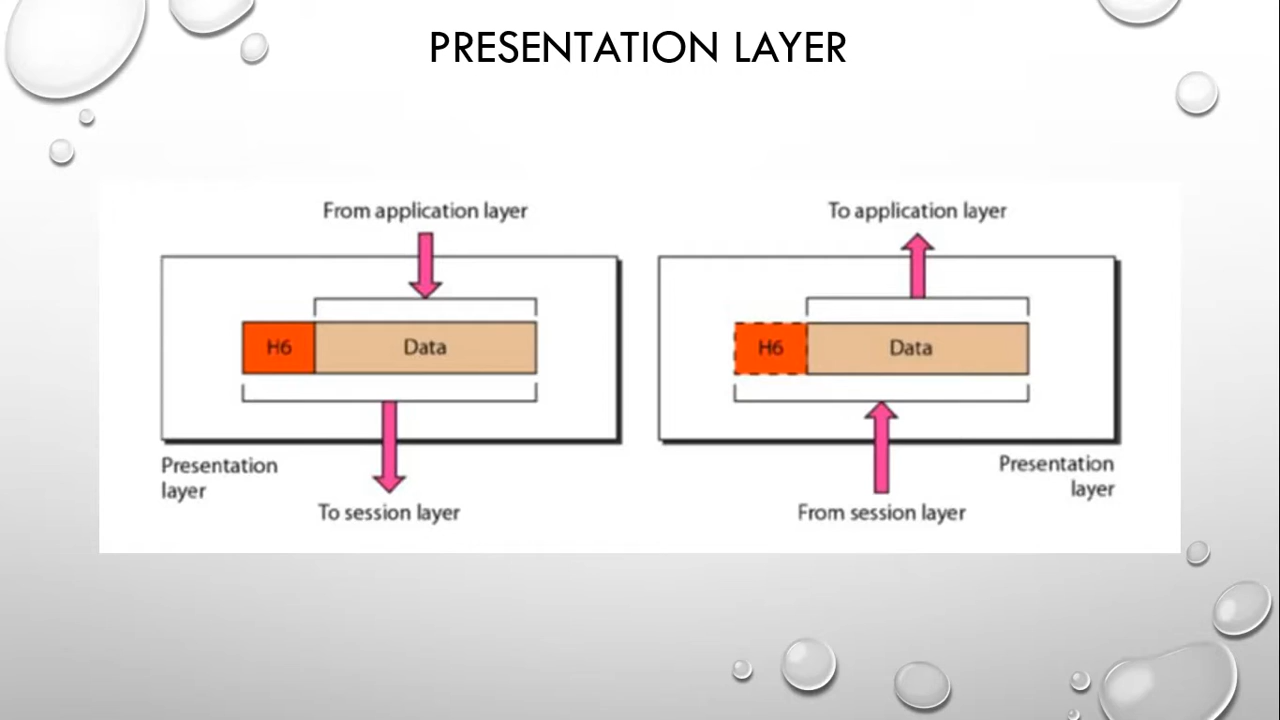 PRESENTATION LAYER
From application layer
H6
Data
Presentation
layer
To session layer
To application layer
H6
Data
Presentation
layer
From session layer